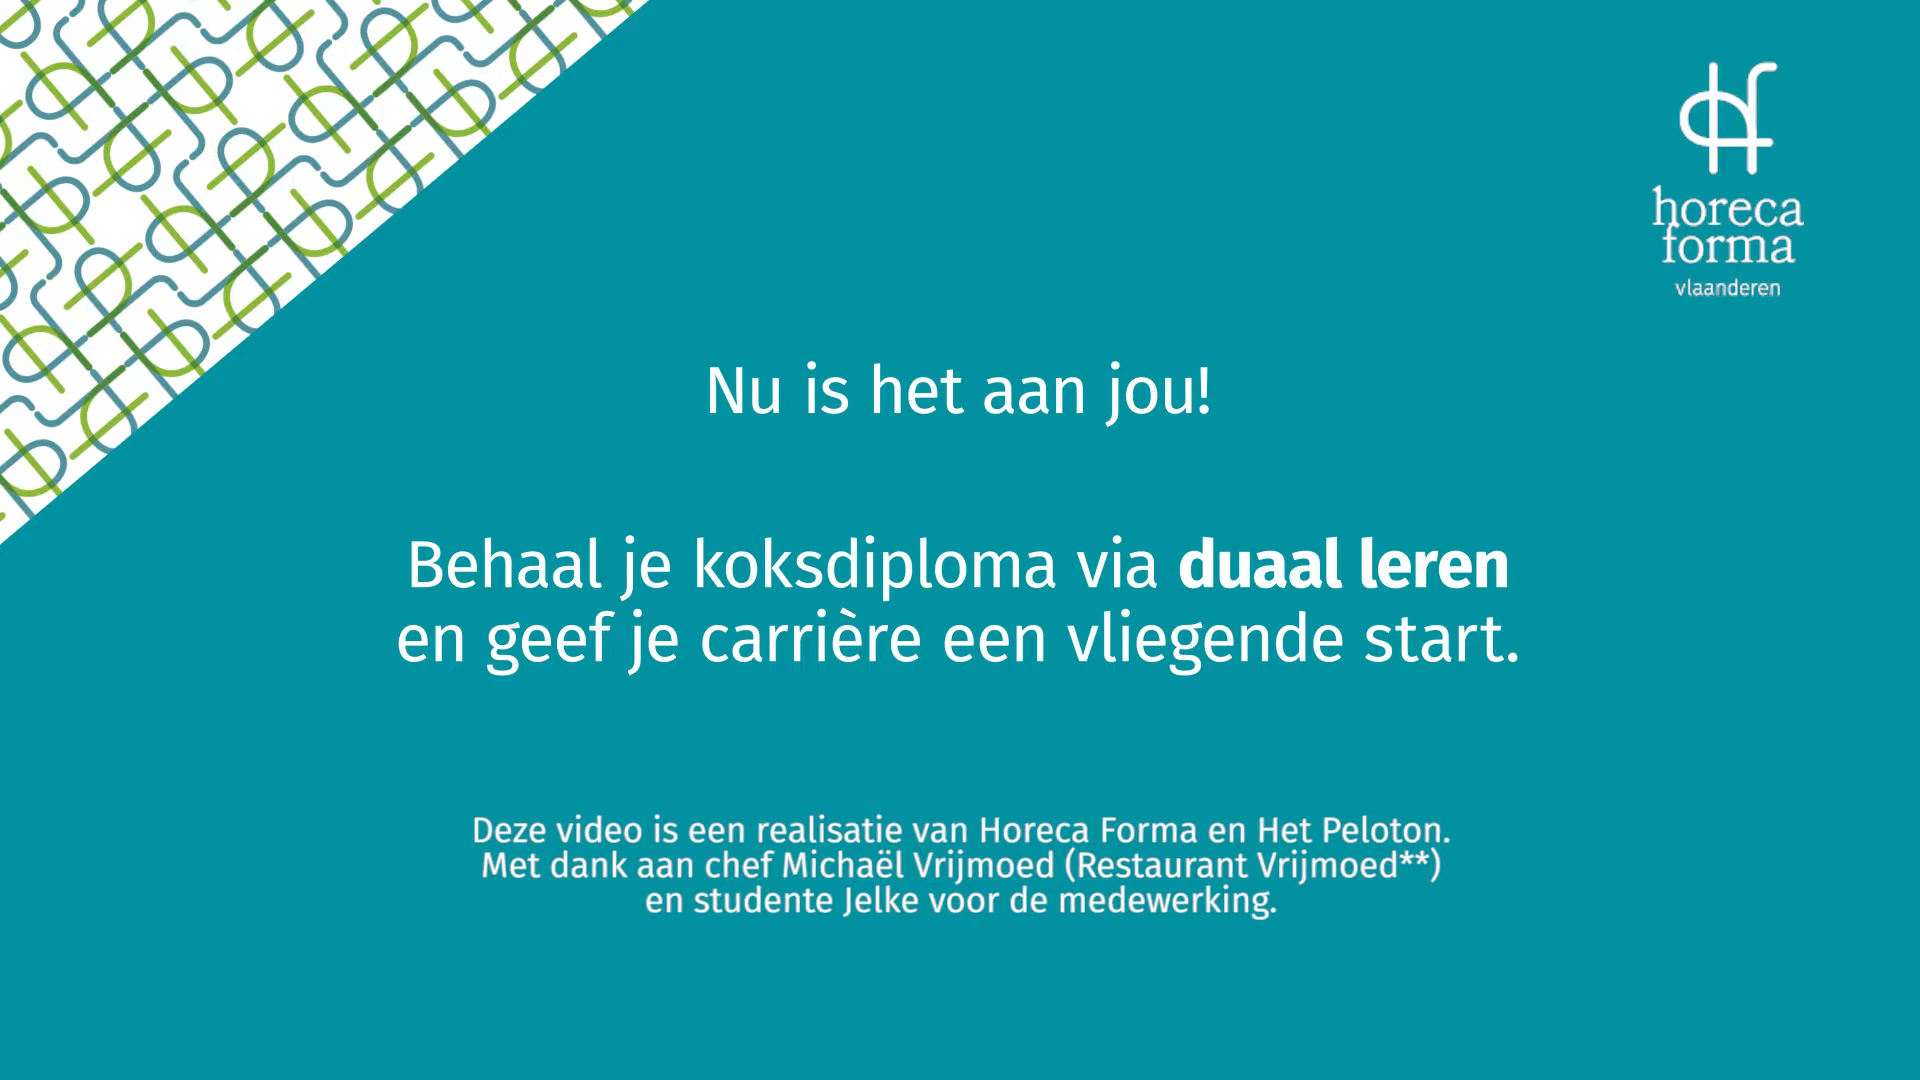 horeca
forma
vlaanderen
Nu is het aan jou!
Behaal je koksdiploma via duaal leren
en geef je carrière een vliegende start.
Deze video is een realisatie van Horeca Forma en Het Peloton.
Met dank aan chef Michaël Vrijmoed (Restaurant Vrijmoed**)
en studente Jelke voor de medewerking.